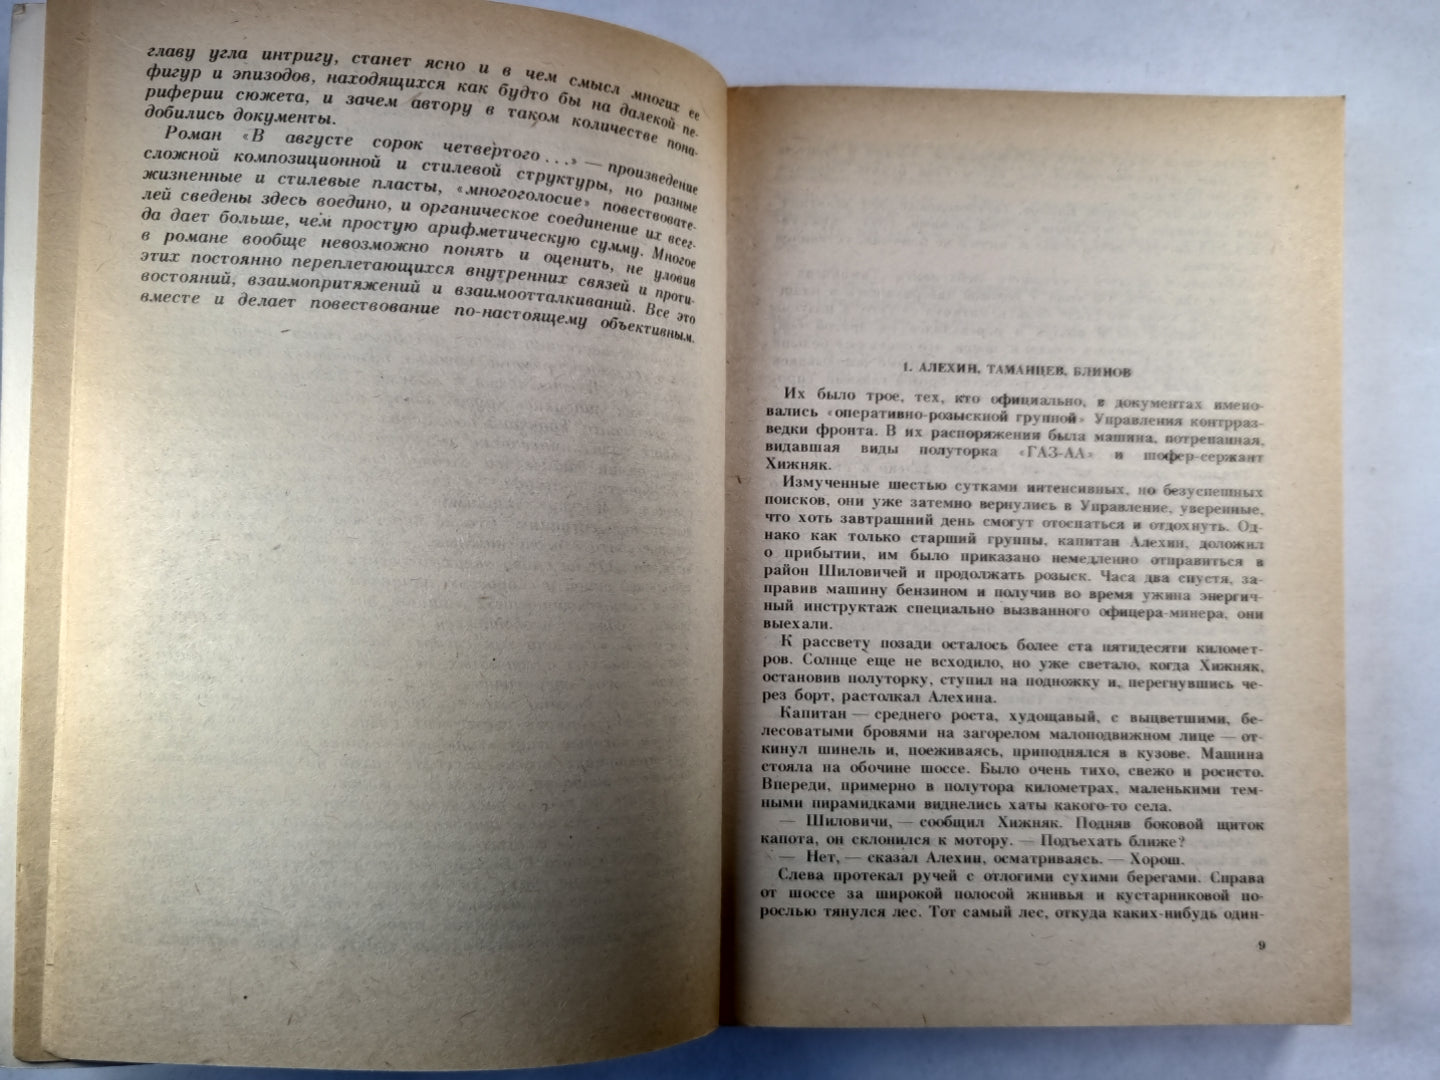 главу угла интригу, станет ясно и в чем смысл многих ее
фигур и эпизодов, находящихся как будто бы на далекой пе-
риферии сюжета, и зачем автору в таком количестве пона-
добились документы.
Роман «В августе сорок четвертого...» — произведение
сложной композиционной и стилевой структуры, но разные
жизненные и стилевые пласты, «многоголосие» повествовате-
лей сведены здесь воедино, и органическое соединение их всег-
да дает больше, чем простую арифметическую сумму. Многое
в романе вообще невозможно понять и оценить, не уловив
этих постоянно переплетающихся внутренних связей и проти-
востояний, взаимопритяжений и взаимоотталкиваний. Все это
вместе и делает повествование по-настоящему объективным.
1. АЛЕХИН, ТАМАНЦЕВ, БЛИНОВ
Их было трое, тех, кто официально, в документах имено-
вались «оперативно-розыскной группой» Управления контрраз-
ведки фронта. В их распоряжения была машина, потрепанная,
видавшая виды полуторка «ГАЗ-АА» и шофер-сержант
Хижняк.
Измученные шестью сутками интенсивных, но безуспешных
поисков, они уже затемно вернулись в Управление, уверенные,
что хоть завтрашний день смогут отоспаться и отдохнуть. Од-
нако как только старший группы, капитан Алехин, доложил
о прибытии, им было приказано немедленно отправиться в
район Шиловичей и продолжать розыск. Часа два спустя, за-
правив машину бензином и получив во время ужина энергич-
ный инструктаж специально вызванного офицера-минера, они
выехали.
К рассвету позади осталось более ста пятидесяти километ-
ров. Солнце еще не всходило, но уже светало, когда Хижняк,
остановив полуторку, ступил на подножку и, перегнувшись че-
рез борт, растолкал Алехина.
Капитан — среднего роста, худощавый, с выцветшими, бе-
лесоватыми бровями на загорелом малоподвижном лице — от-
кинул шинель и, поеживаясь, приподнялся в кузове. Машина
стояла на обочине шоссе. Было очень тихо, свежо и росисто.
Впереди, примерно в полутора километрах, маленькими тем-
ными пирамидками виднелись хаты какого-то села.
— Шиловичи, — сообщил Хижняк. Подняв боковой щиток
капота, он склонился к мотору. — Подъехать ближе?
— Нет, — сказал Алехин, осматриваясь. — Хорош.
Слева протекал ручей с отлогими сухими берегами. Справа
от шоссе за широкой полосой жнивья и кустарниковой по-
рослью тянулся лес. Тот самый лес, откуда каких-нибудь один-
9